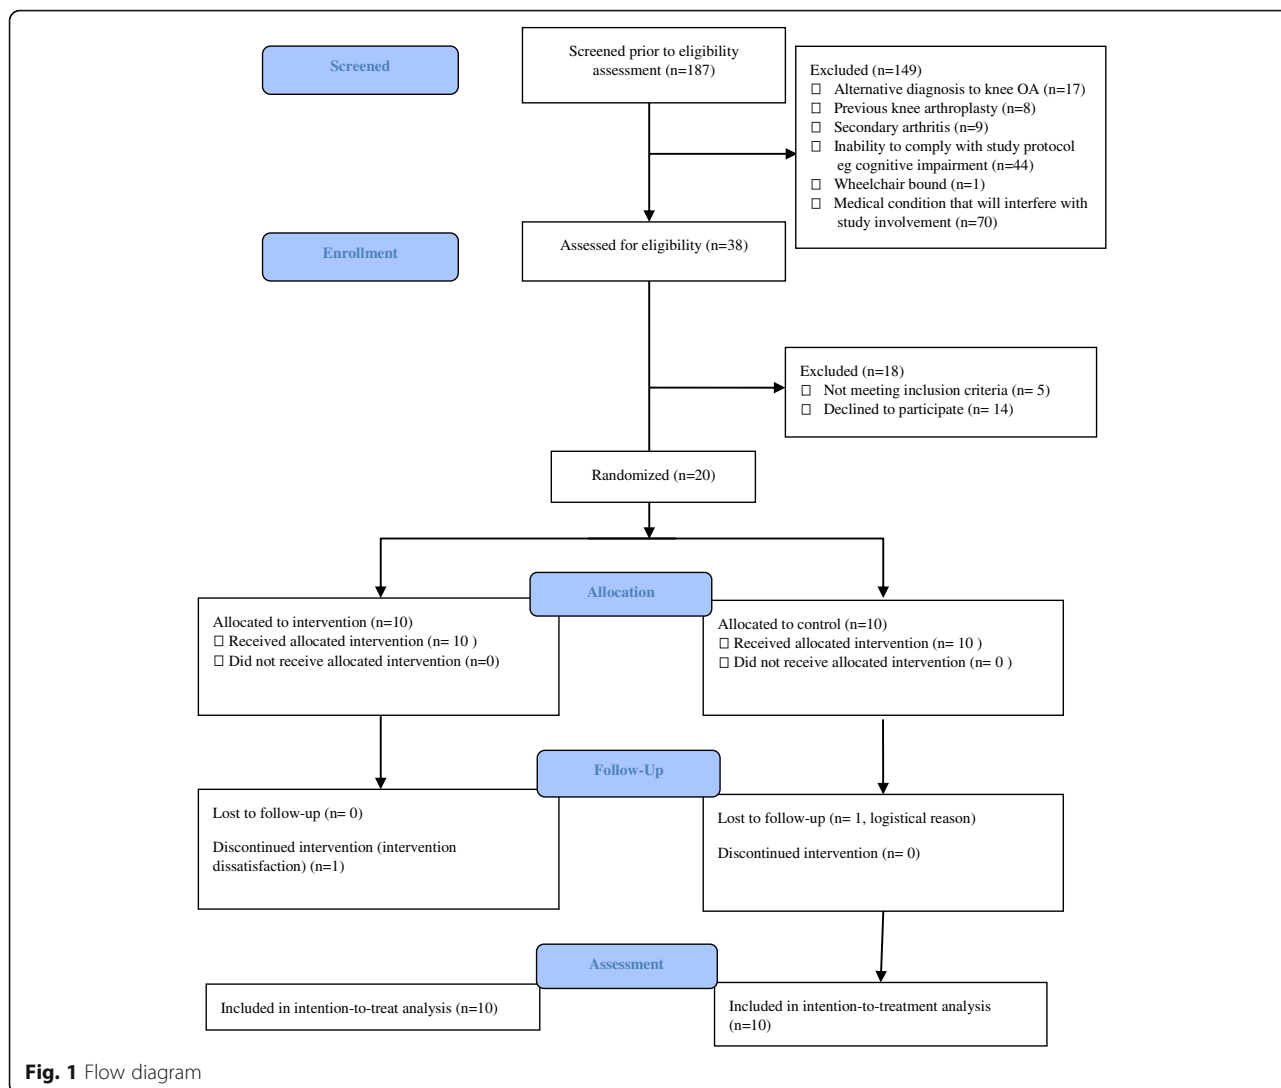 Screened
Screened prior to eligibility
assessment (n=187)
Excluded (n=149)
□ Alternative diagnosis to knee OA (n=17)
□ Previous knee arthroplasty (n=8)
□ Secondary arthritis (n=9)
□ Inability to comply with study protocol
eg cognitive impairment (n=44)
□ Wheelchair bound (n=1)
□ Medical condition that will interfere with
study involvement (n=70)
Enrollment
Assessed for eligibility (n=38)
Excluded (n=18)
□ Not meeting inclusion criteria (n= 5)
□ Declined to participate (n= 14)
Randomized (n=20)
Allocation
Allocated to intervention (n=10)
□ Received allocated intervention (n= 10 )
□ Did not receive allocated intervention (n=0)
Allocated to control (n=10)
□ Received allocated intervention (n= 10 )
□ Did not receive allocated intervention (n= 0 )
Follow-Up
Lost to follow-up (n= 0)
Discontinued intervention (intervention
dissatisfaction) (n=1)
Lost to follow-up (n= 1, logistical reason)
Discontinued intervention (n= 0)
Assessment
Included in intention-to-treat analysis (n=10)
Included in intention-to-treatment analysis
(n=10)
Fig. 1 Flow diagram